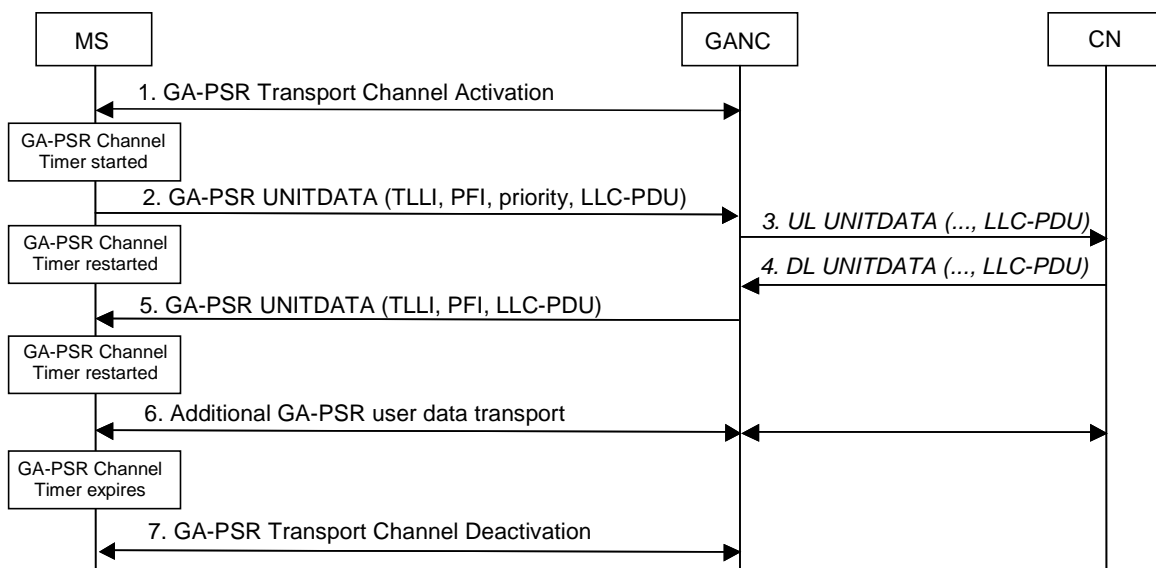 MS
GANC
CN
1. GA-PSR Transport Channel Activation
GA-PSR Channel
Timer started
2. GA-PSR UNITDATA (TLLI, PFI, priority, LLC-PDU)
3. UL UNITDATA (..., LLC-PDU)
GA-PSR Channel
Timer restarted
4. DL UNITDATA (..., LLC-PDU)
5. GA-PSR UNITDATA (TLLI, PFI, LLC-PDU)
GA-PSR Channel
Timer restarted
6. Additional GA-PSR user data transport
GA-PSR Channel
Timer expires
7. GA-PSR Transport Channel Deactivation